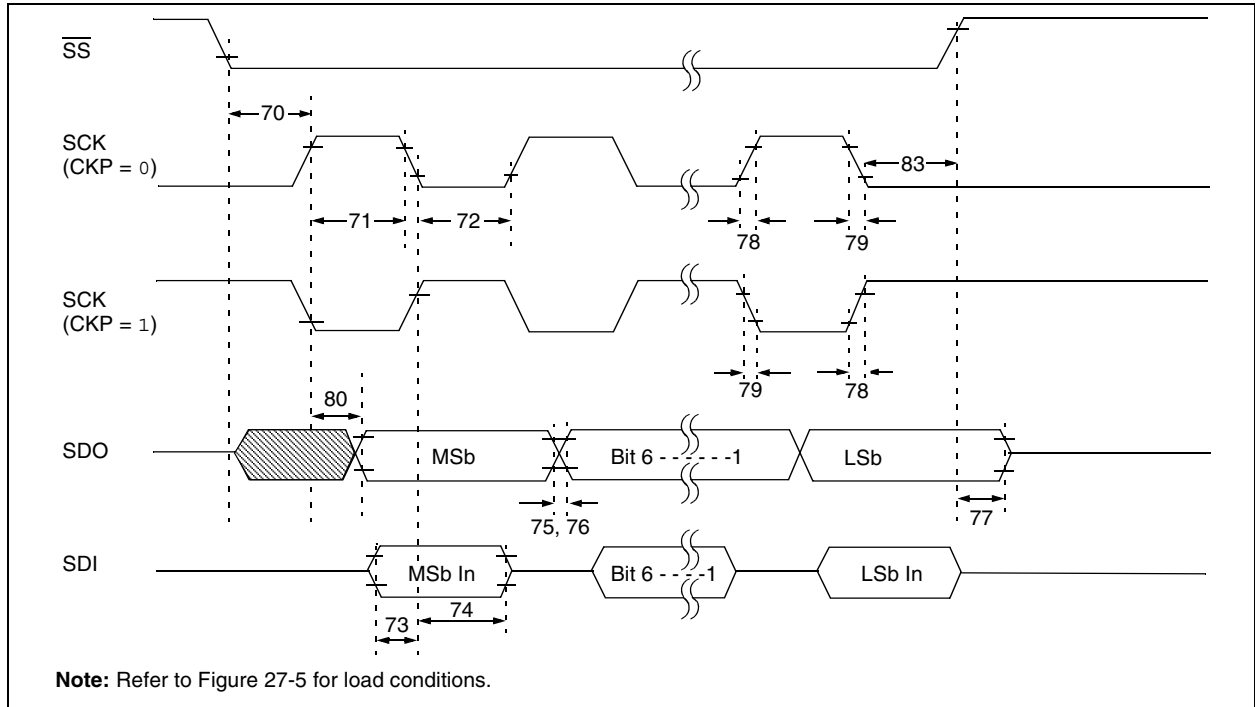 SS
70
SCK
(CKP = 0)
83
71
72
78
79
SCK
(CKP = 1)
79
78
80
SDO
MSb
Bit 6 - - - - - -1
LSb
75, 76
77
SDI
MSb In
Bit 6 - - - -1
LSb In
74
73
Note: Refer to Figure 27-5 for load conditions.